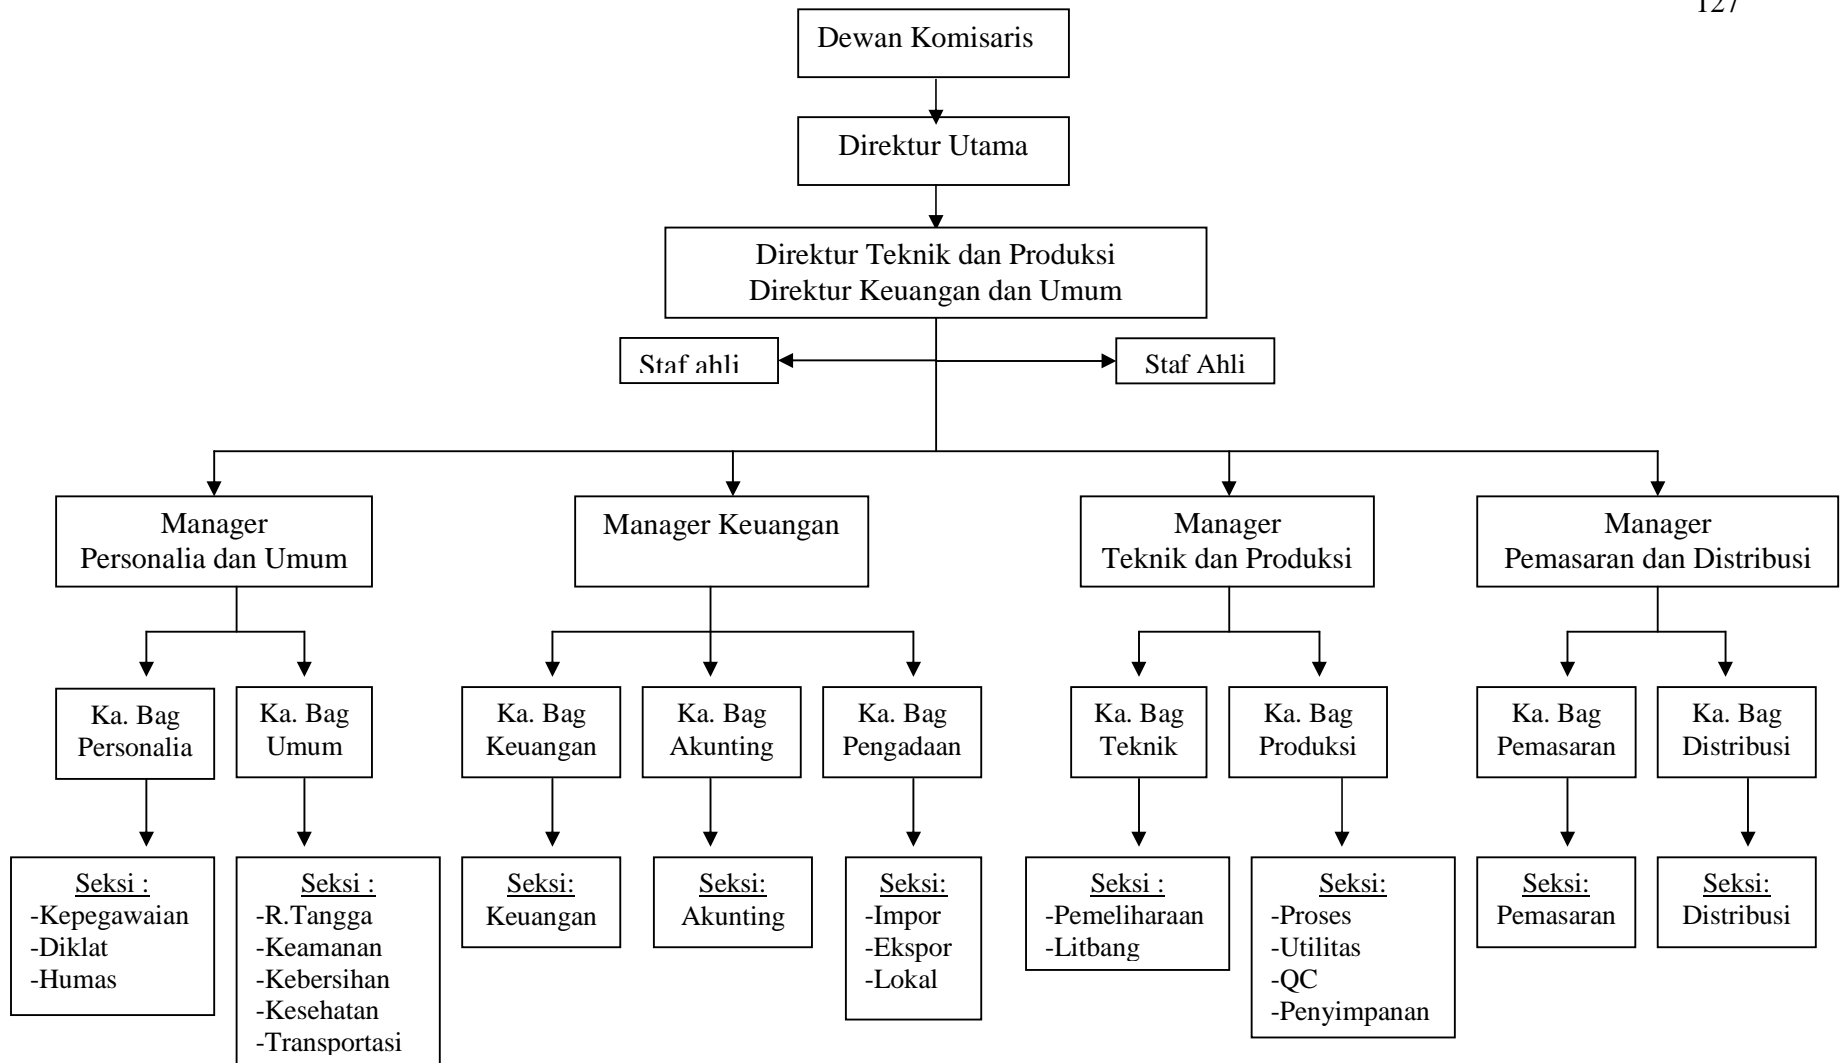 127
Dewan Komisaris
Direktur Utama
Direktur Teknik dan Produksi
Direktur Keuangan dan Umum
Staf ahli
Staf Ahli
Manager
Personalia dan Umum
Manager Keuangan
Manager
Teknik dan Produksi
Manager
Pemasaran dan Distribusi
Ka. Bag
Personalia
Ka. Bag
Umum
Ka. Bag
Keuangan
Ka. Bag
Akunting
Ka. Bag
Pengadaan
Ka. Bag
Teknik
Ka. Bag
Produksi
Ka. Bag
Pemasaran
Ka. Bag
Distribusi
Seksi :
-Kepegawaian
-Diklat
-Humas
Seksi :
-R.Tangga
-Keamanan
-Kebersihan
-Kesehatan
-Transportasi
Seksi:
Keuangan
Seksi:
Akunting
Seksi:
-Impor
-Ekspor
-Lokal
Seksi :
-Pemeliharaan
-Litbang
Seksi:
-Proses
-Utilitas
-QC
-Penyimpanan
Seksi:
Pemasaran
Seksi:
Distribusi